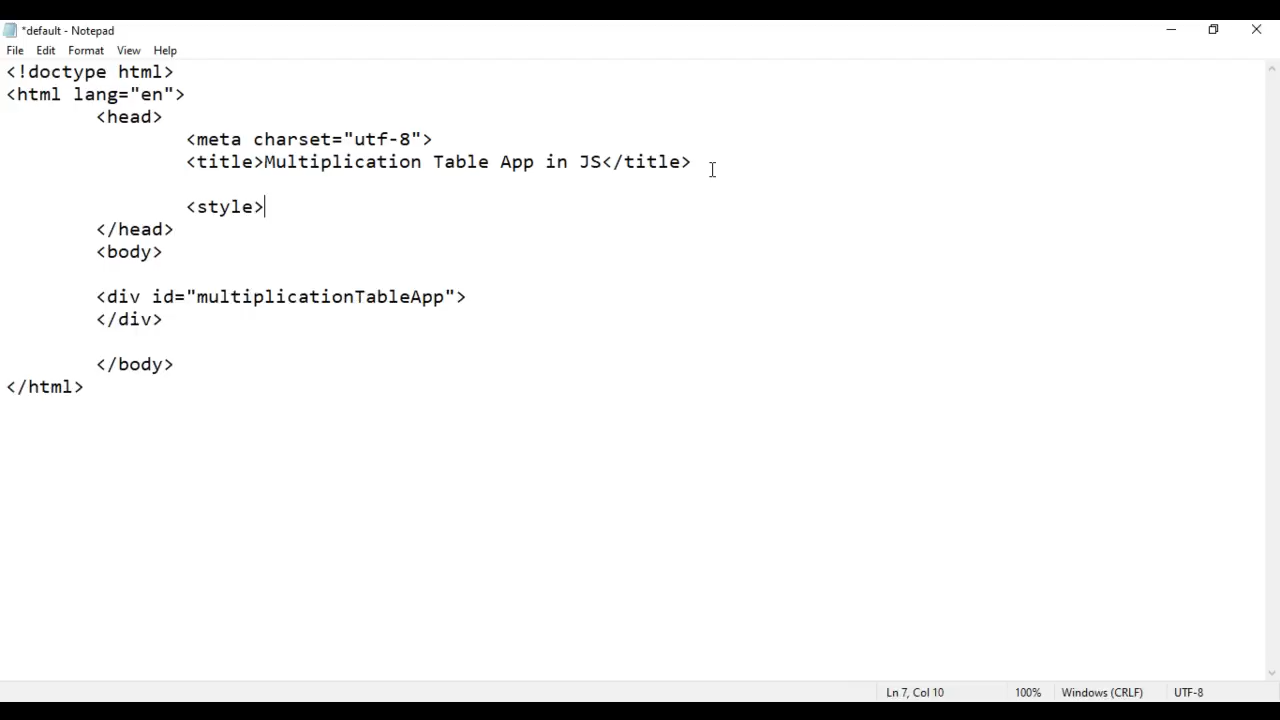 *default - Notepad
File Edit Format View Help
<!doctype html>
<html lang="en">
<head>
<meta charset="utf-8">
<title>Multiplication Table App in JS</title>
<style>
</head>
<body>
<div id="multiplicationTableApp">
</div>
</body>
</html>
Ln 7, Col 10 100% Windows (CRLF) UTF-8